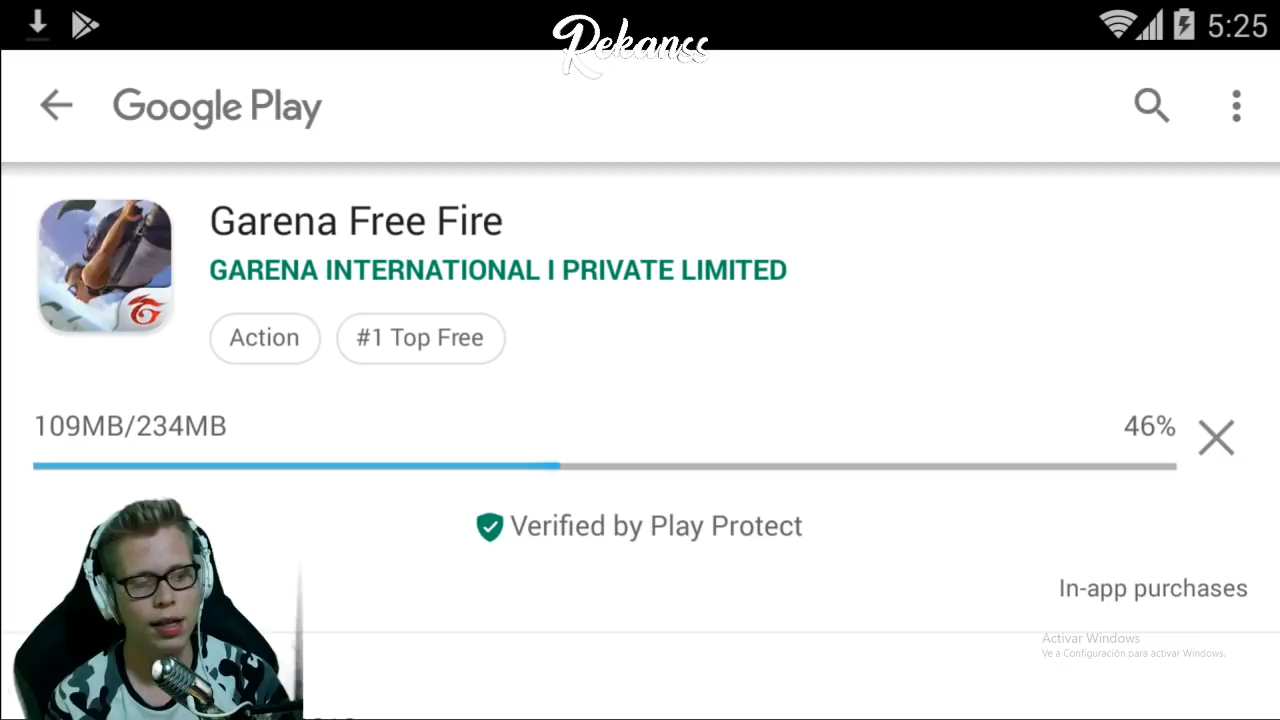 Rekanss
5:25
Google Play
Garena Free Fire
GARENA INTERNATIONAL I PRIVATE LIMITED
Action
#1 Top Free
109MB/234MB
46%
Verified by Play Protect
In-app purchases
Activar Windows
Ve a Configuración para activar Windows.